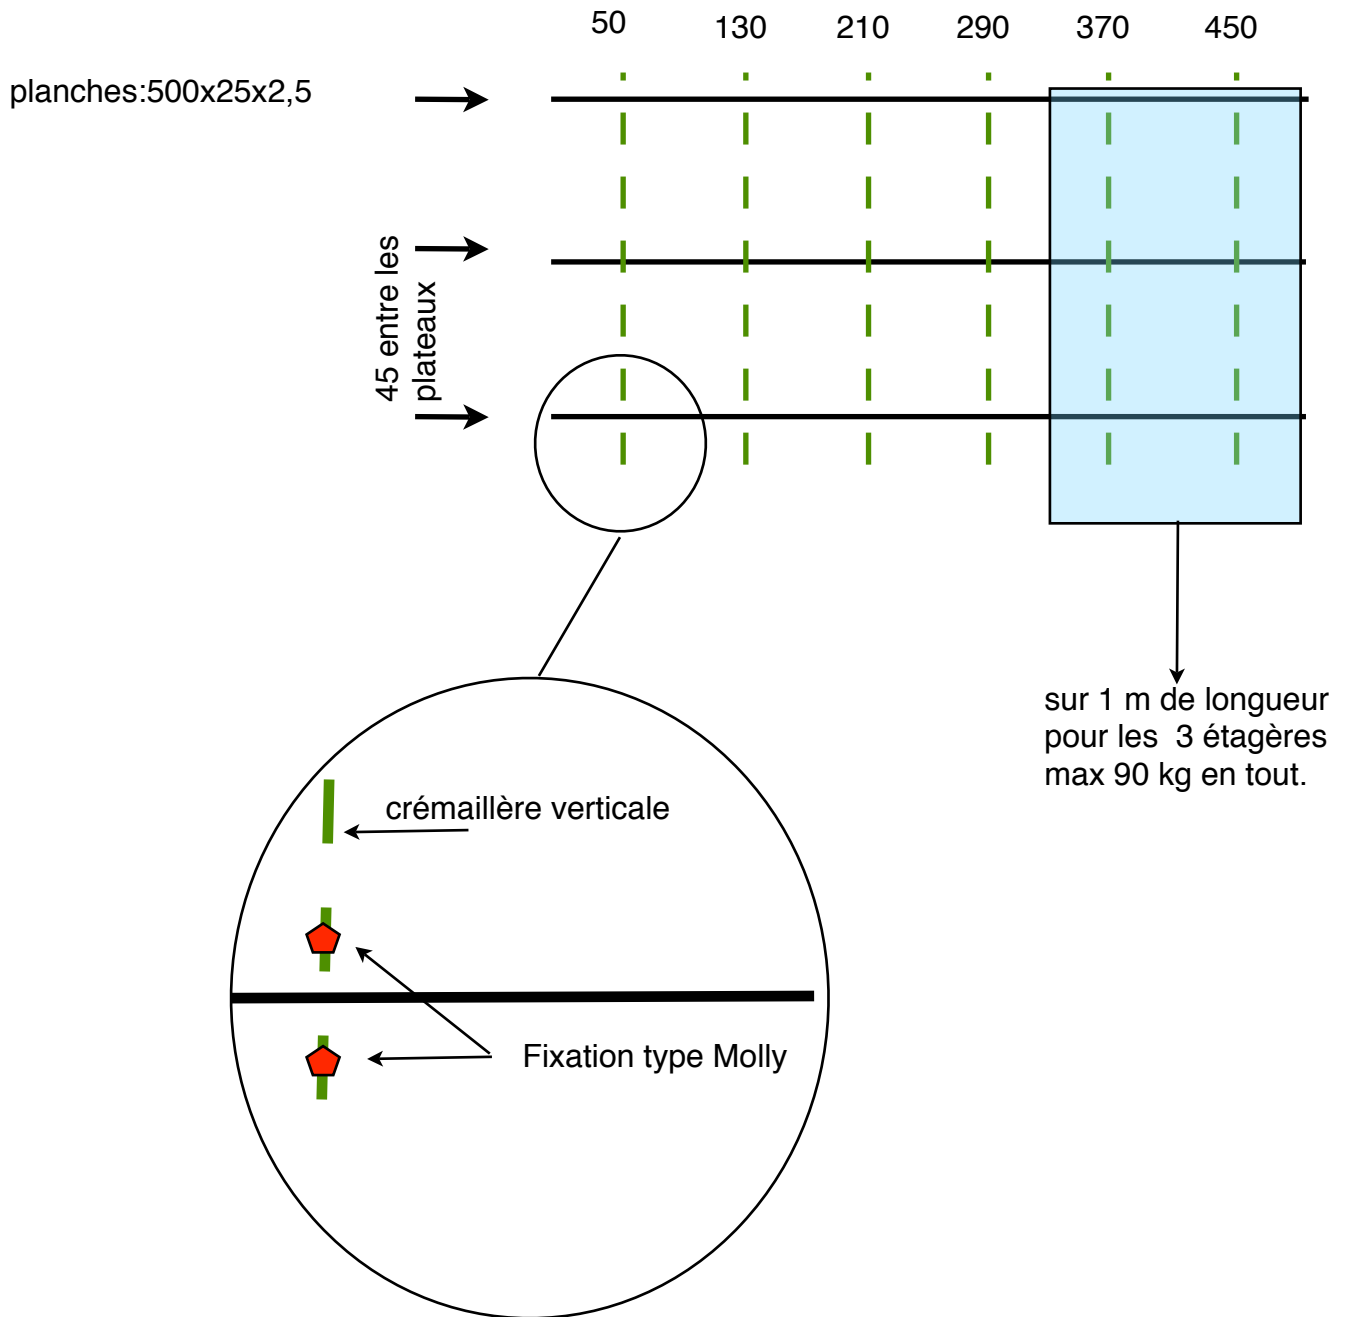 50 130 210 290 370 450
planches:500x25x2,5
45 entre les
plateaux
sur 1 m de longueur
pour les  3 étagères
max 90 kg en tout.
crémaillère verticale
Fixation type Molly